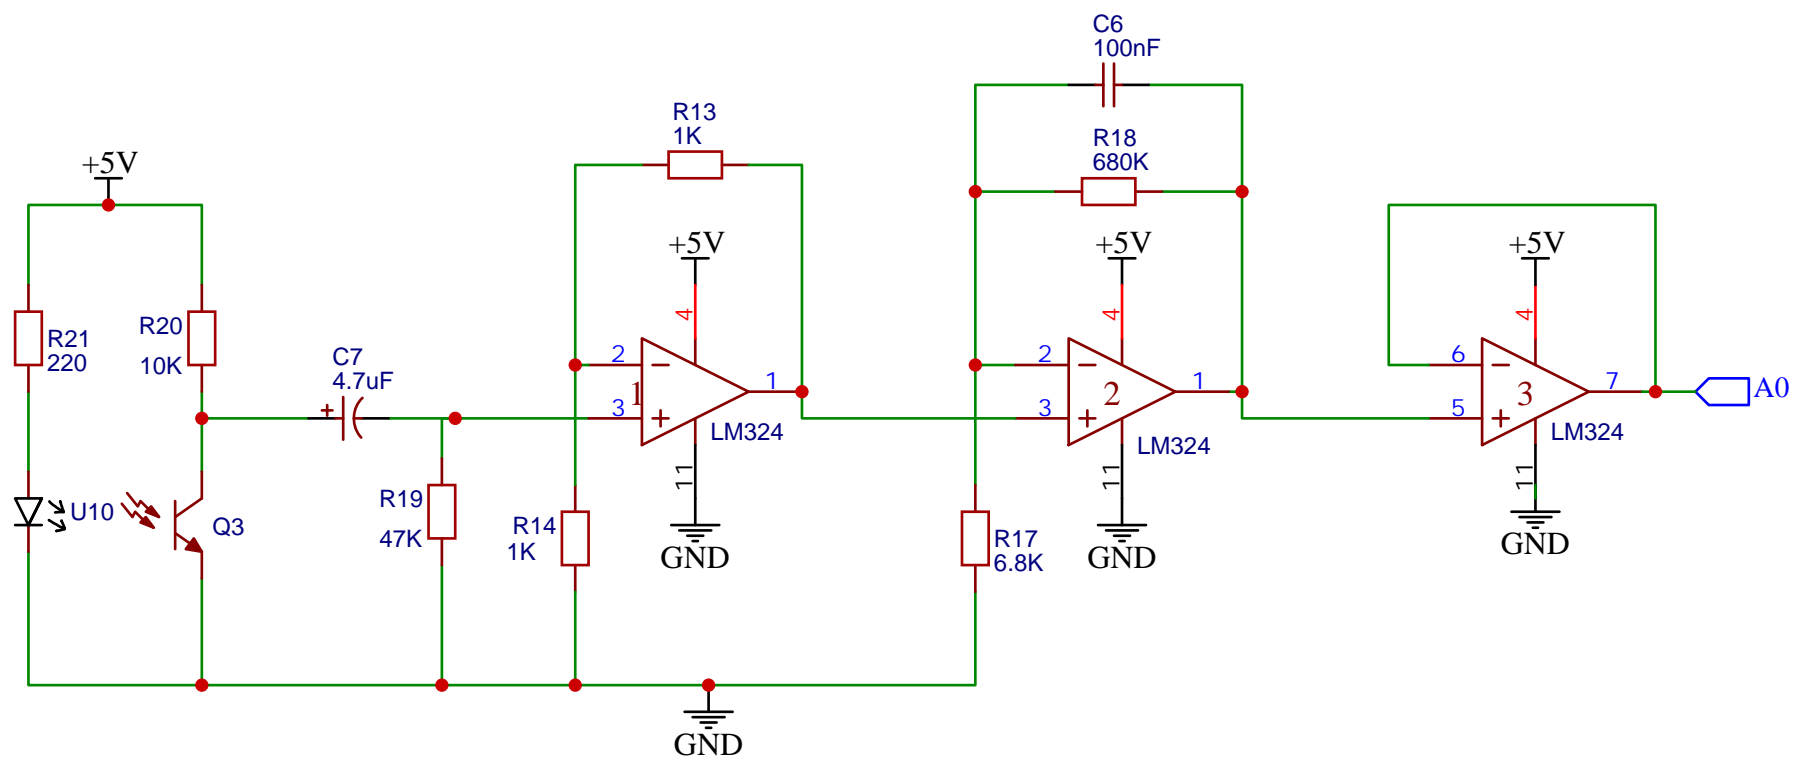 C6
100nF
R13
1K
R18
680K
+5V
+5V
+5V
+5V
4
4
4
R21
220
R20
10K
C7
4.7uF
+
2
1
3
1
LM324
11
GND
2
2
3
1
LM324
11
GND
6
3
5
7
LM324
11
GND
A0
U10
Q3
R19
47K
R14
1K
R17
6.8K
GND